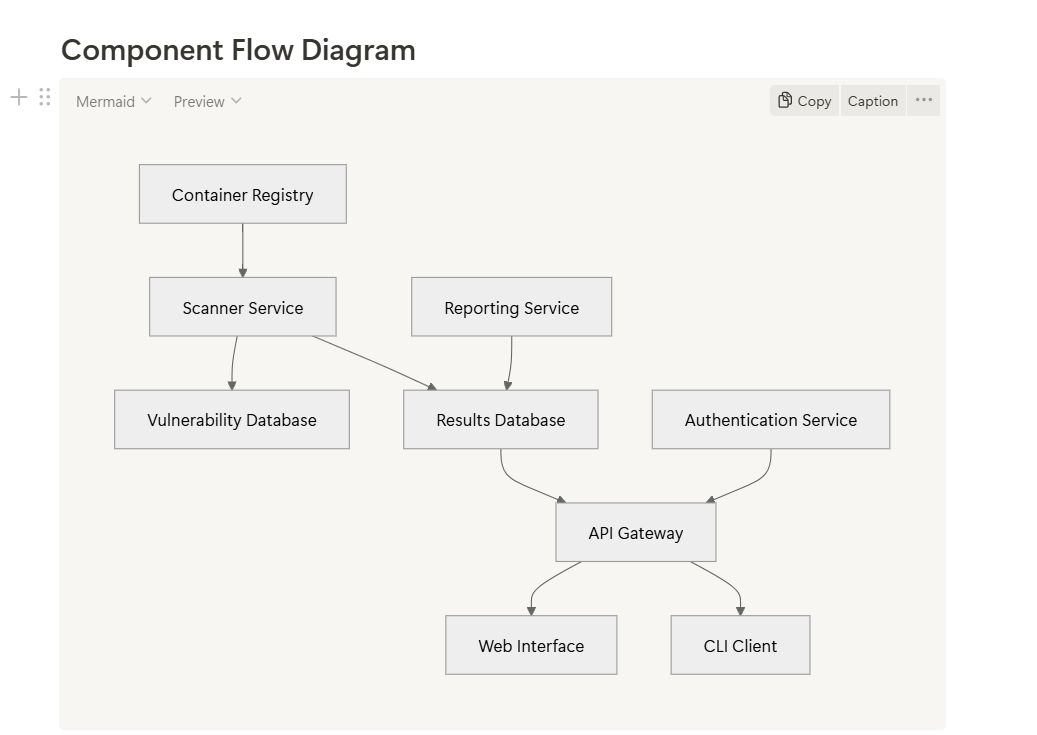 Component Flow Diagram
Mermaid Preview Copy Caption
Container Registry
Scanner Service
Reporting Service
Vulnerability Database
Results Database
Authentication Service
API Gateway
Web Interface
CLI Client